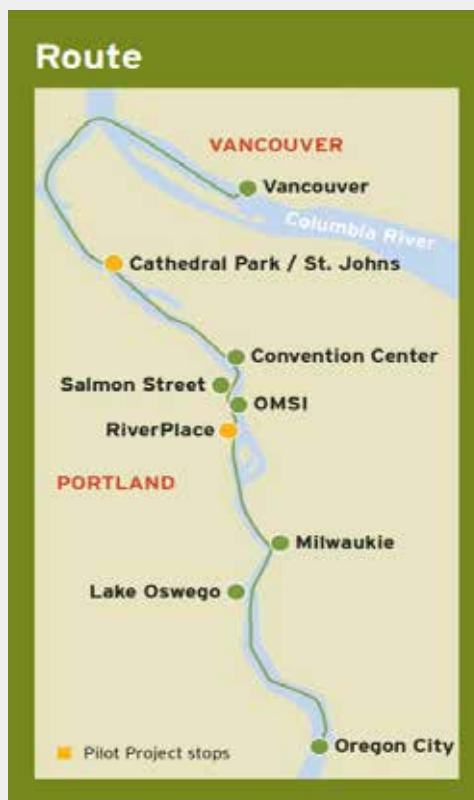 Route
VANCOUVER
Vancouver
Columbia River
Cathedral Park / St. Johns
Convention Center
Salmon Street
OMSI
RiverPlace
PORTLAND
Milwaukie
Lake Oswego
Oregon City
Pilot Project stops